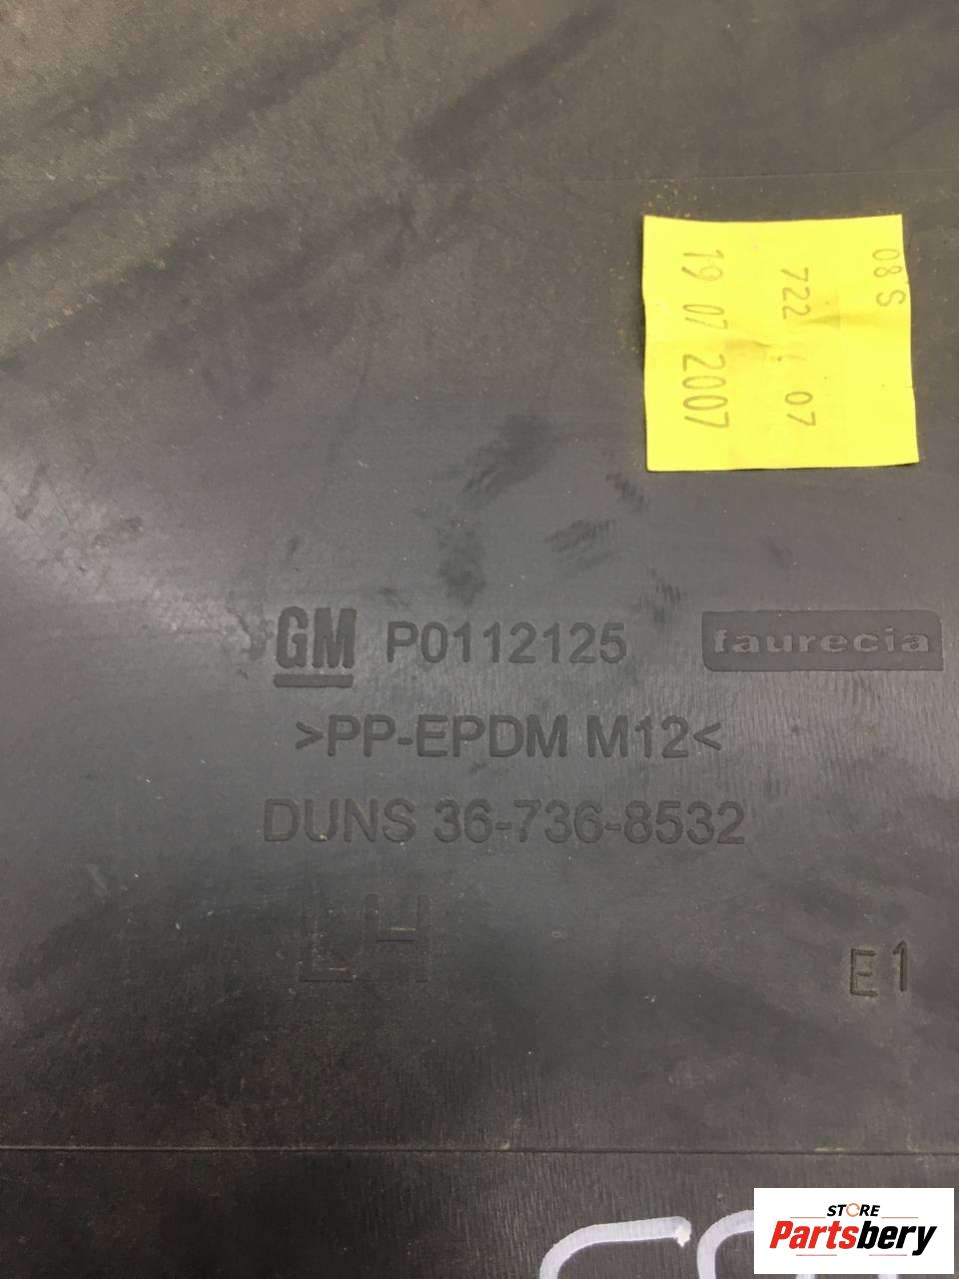 08 S
722 07
19 07 2007
GM P0112125 faurecia
>PP-EPDM M12<
DUNS 36-736-8532
LH
E1
STORE
Partsbery